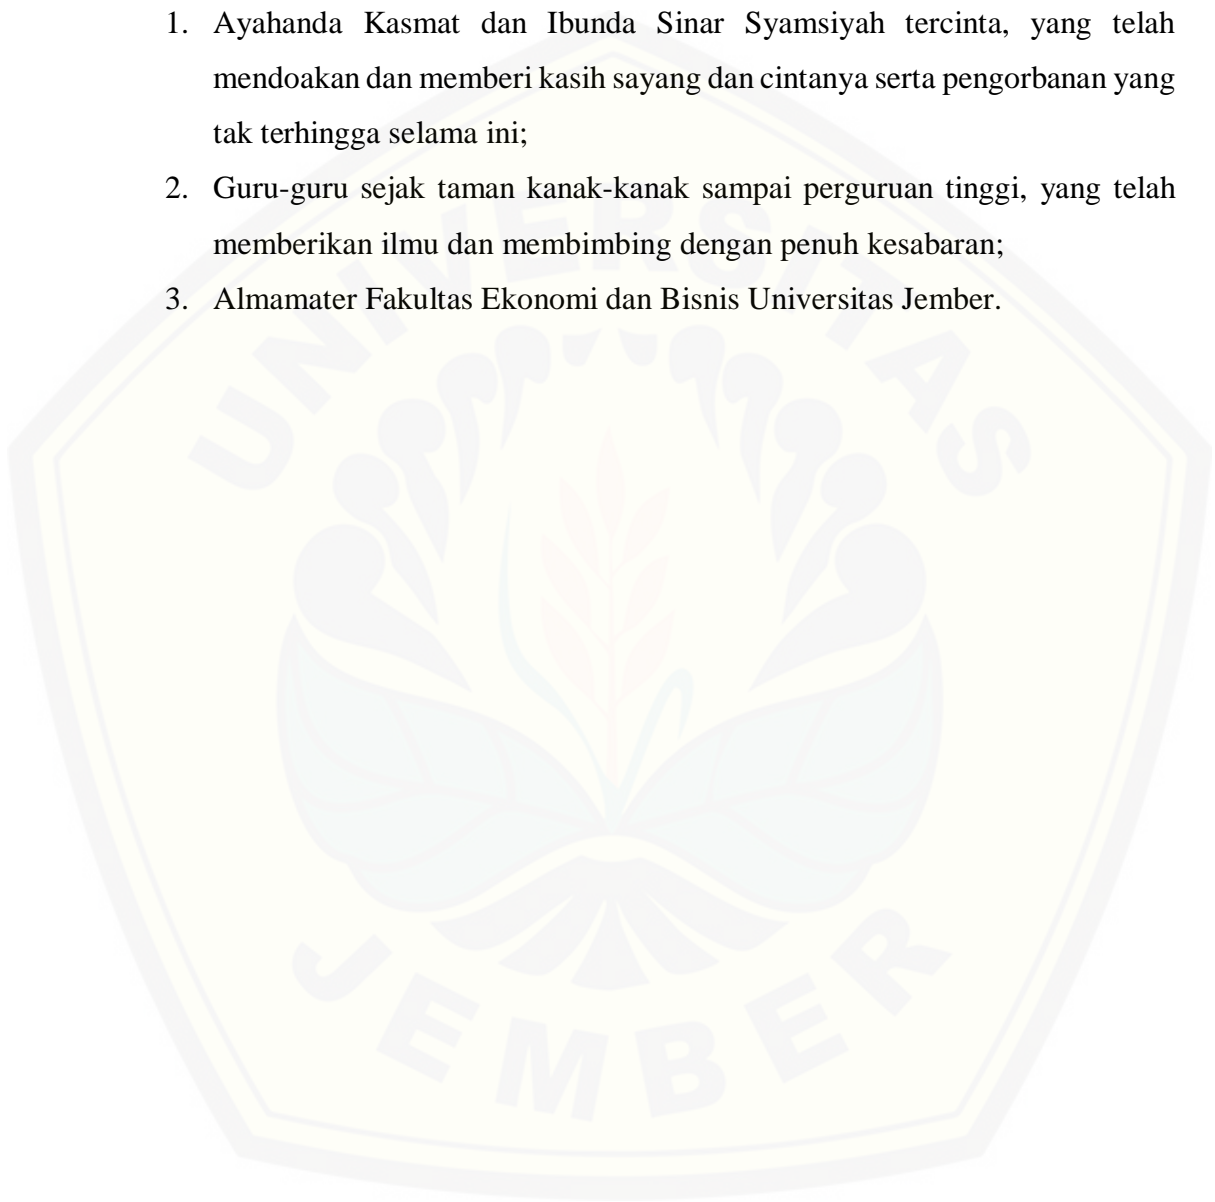 1. Ayahanda Kasmat dan Ibunda Sinar Syamsiyah tercinta, yang telah
mendoakan dan memberi kasih sayang dan cintanya serta pengorbanan yang
tak terhingga selama ini;
2. Guru-guru sejak taman kanak-kanak sampai perguruan tinggi, yang telah
memberikan ilmu dan membimbing dengan penuh kesabaran;
3. Almamater Fakultas Ekonomi dan Bisnis Universitas Jember.
UNIVERSITAS
JEMBER